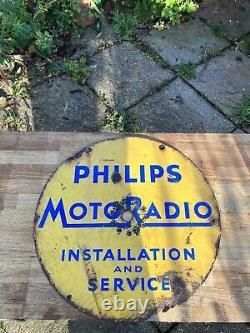 PHILIPS
MOTORADIO
INSTALLATION
AND
SERVICE